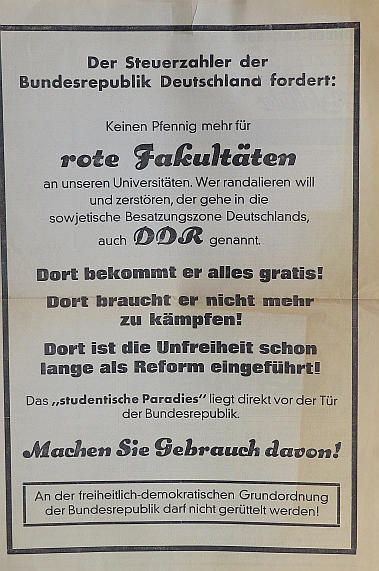 Der Steuerzahler der
Bundesrepublik Deutschland fordert:
Keinen Pfennig mehr für
rote Fakultäten
an unseren Universitäten. Wer randalieren will
und zerstören, der gehe in die
sowjetische Besatzungszone Deutschlands,
auch DDR genannt.
Dort bekommt er alles gratis!
Dort braucht er nicht mehr
zu kämpfen!
Dort ist die Unfreiheit schon
lange als Reform eingeführt!
Das „studentische Paradies" liegt direkt vor der Tür
der Bundesrepublik.
Machen Sie Gebrauch davon!
An der freiheitlich-demokratischen Grundordnung
der Bundesrepublik darf nicht gerüttelt werden!